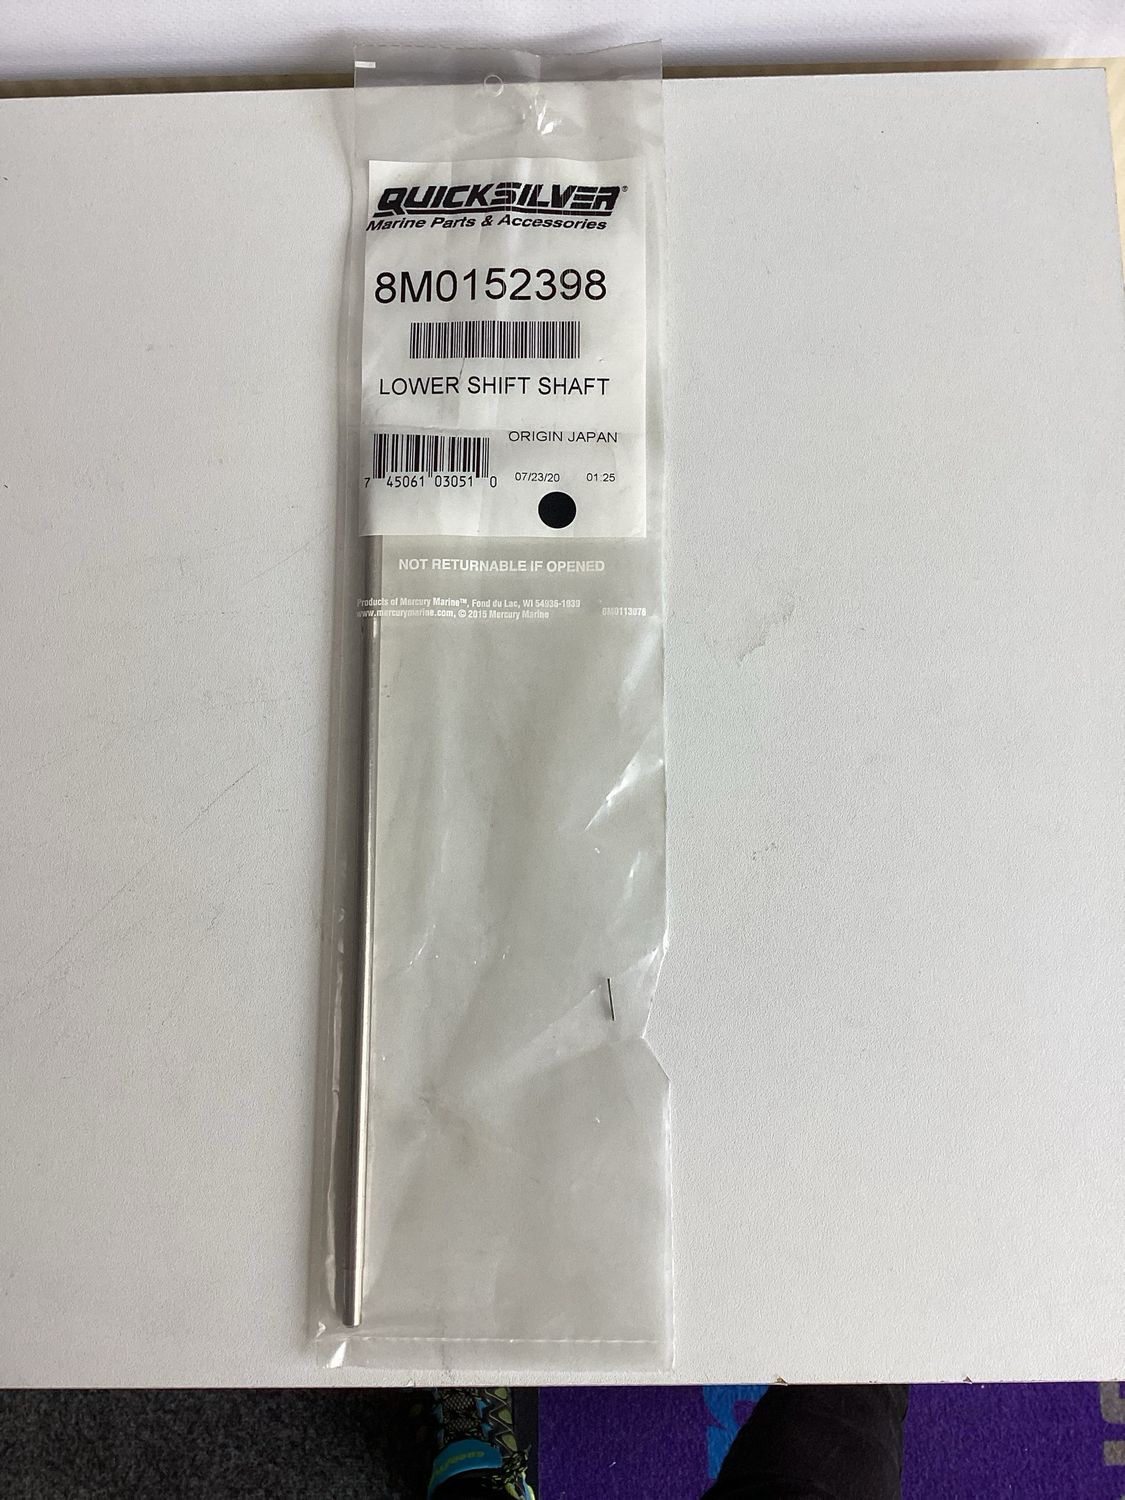 QUICKSILVER®
Marine Parts & Accessories
8M0152398
LOWER SHIFT SHAFT
ORIGIN JAPAN
7 45061 03051 0
07/23/20 01:25
NOT RETURNABLE IF OPENED
Products of Mercury Marine™, Fond du Lac, WI 54936-1939
www.mercurymarine.com, © 2015 Mercury Marine 8M0113076